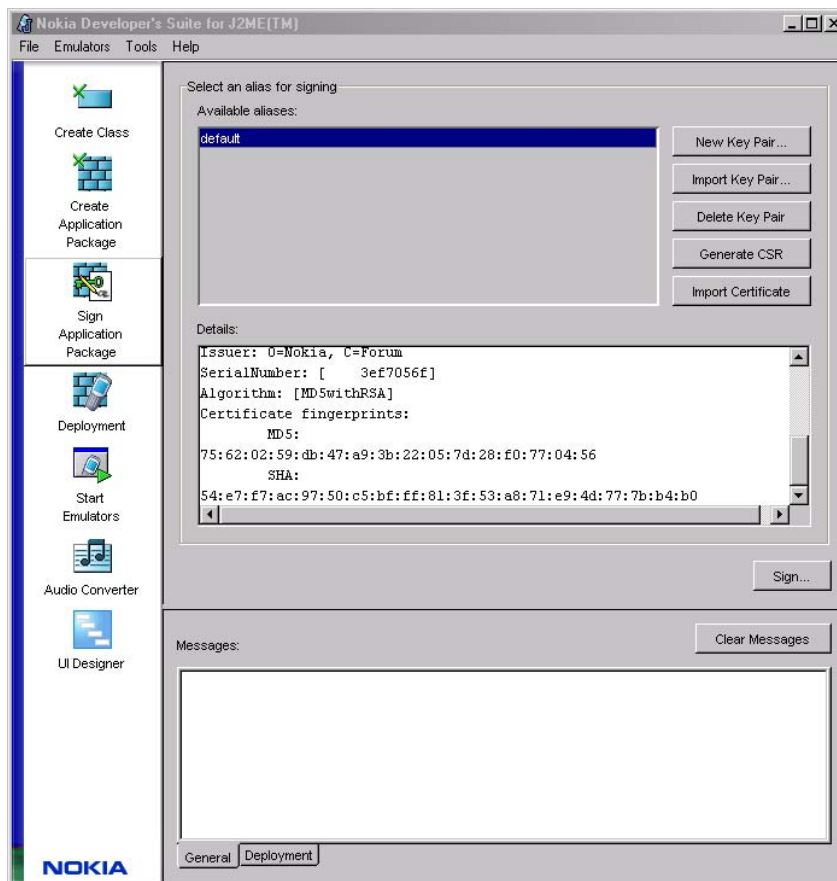 Nokia Developer's Suite for J2ME(TM)
File Emulators Tools Help
Create Class
Create
Application
Package
Sign
Application
Package
Deployment
Start
Emulators
Audio Converter
UI Designer
NOKIA
Select an alias for signing
Available aliases:
default
New Key Pair...
Import Key Pair...
Delete Key Pair
Generate CSR
Import Certificate
Details:
Issuer: O=Nokia, C=Forum
SerialNumber: [    3ef7056f]
Algorithm: [MD5withRSA]
Certificate fingerprints:
MD5:
75:62:02:59:db:47:a9:3b:22:05:7d:28:f0:77:04:56
SHA:
54:e7:f7:ac:97:50:c5:bf:ff:81:3f:53:a8:71:e9:4d:77:7b:b4:b0
Sign...
Messages:
Clear Messages
General Deployment